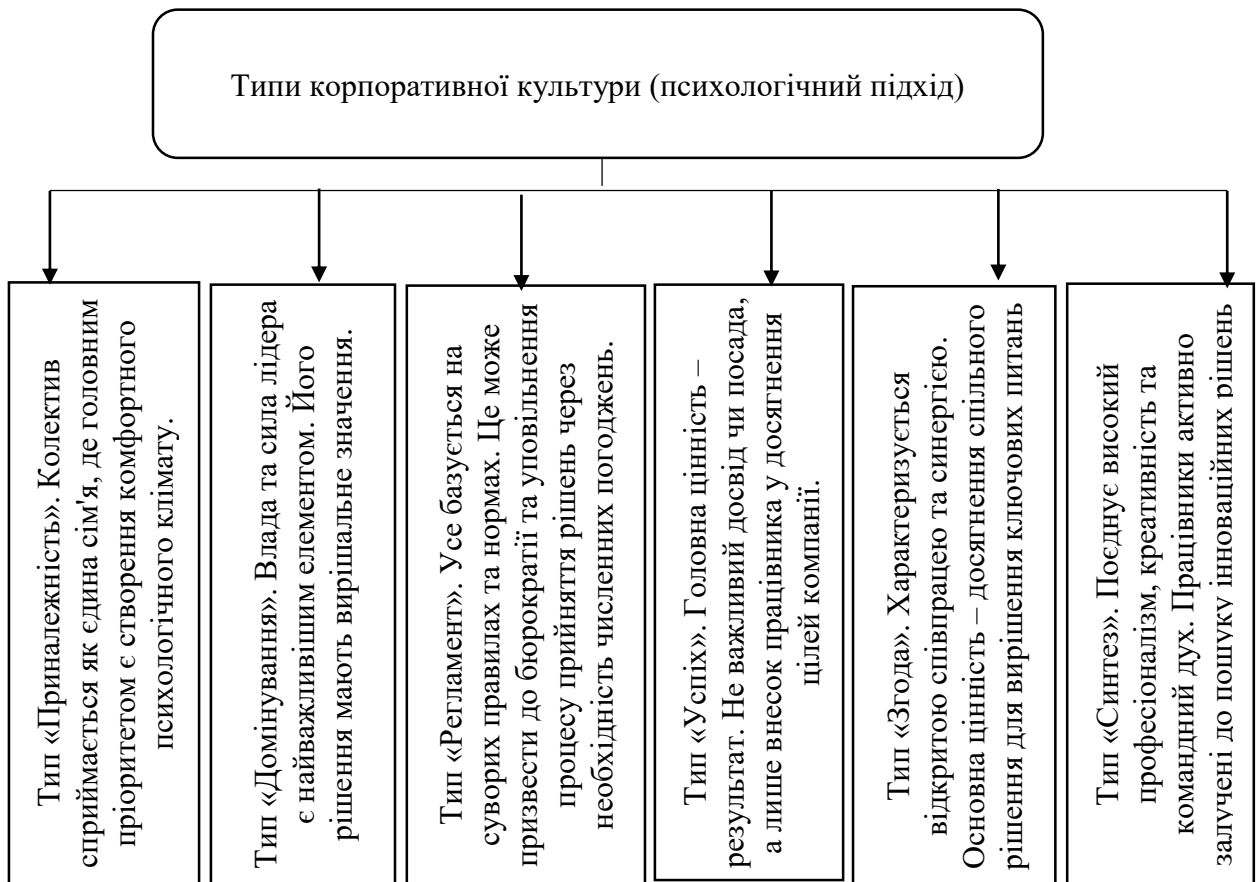 Типи корпоративної культури (психологічний підхід)
Тип «Приналежність». Колектив
сприймається як єдина сім'я, де головним
пріоритетом є створення комфортного
психологічного клімату.
Тип «Домінування». Влада та сила лідера
є найважливішим елементом. Його
рішення мають вирішальне значення.
Тип «Регламент». Усе базується на
суворих правилах та нормах. Це може
призвести до бюрократії та уповільнення
процесу прийняття рішень через
необхідність численних погоджень.
Тип «Успіх». Головна цінність –
результат. Не важливий досвід чи посада,
а лише внесок працівника у досягнення
цілей компанії.
Тип «Згода». Характеризується
відкритою співпрацею та синергією.
Основна цінність – досягнення спільного
рішення для вирішення ключових питань
Тип «Синтез». Поєднує високий
професіоналізм, креативність та
командний дух. Працівники активно
залучені до пошуку інноваційних рішень